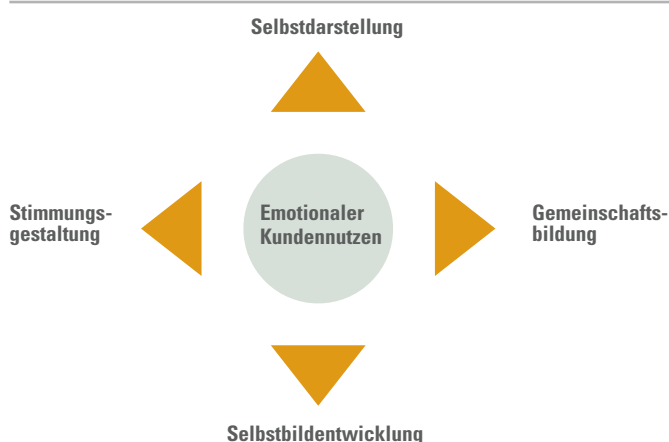 Selbstdarstellung
Stimmungs-
gestaltung
Emotionaler
Kundennutzen
Gemeinschafts-
bildung
Selbstbildentwicklung